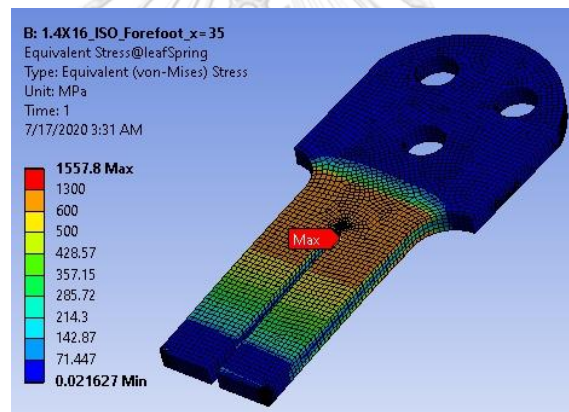 B: 1.4X16_ISO_Forefoot_x=35
Equivalent Stress@leafSpring
Type: Equivalent (von-Mises) Stress
Unit: MPa
Time: 1
7/17/2020 3:31 AM
1557.8 Max
1300
600
500
428.57
357.15
285.72
214.3
142.87
71.447
0.021627 Min
Max